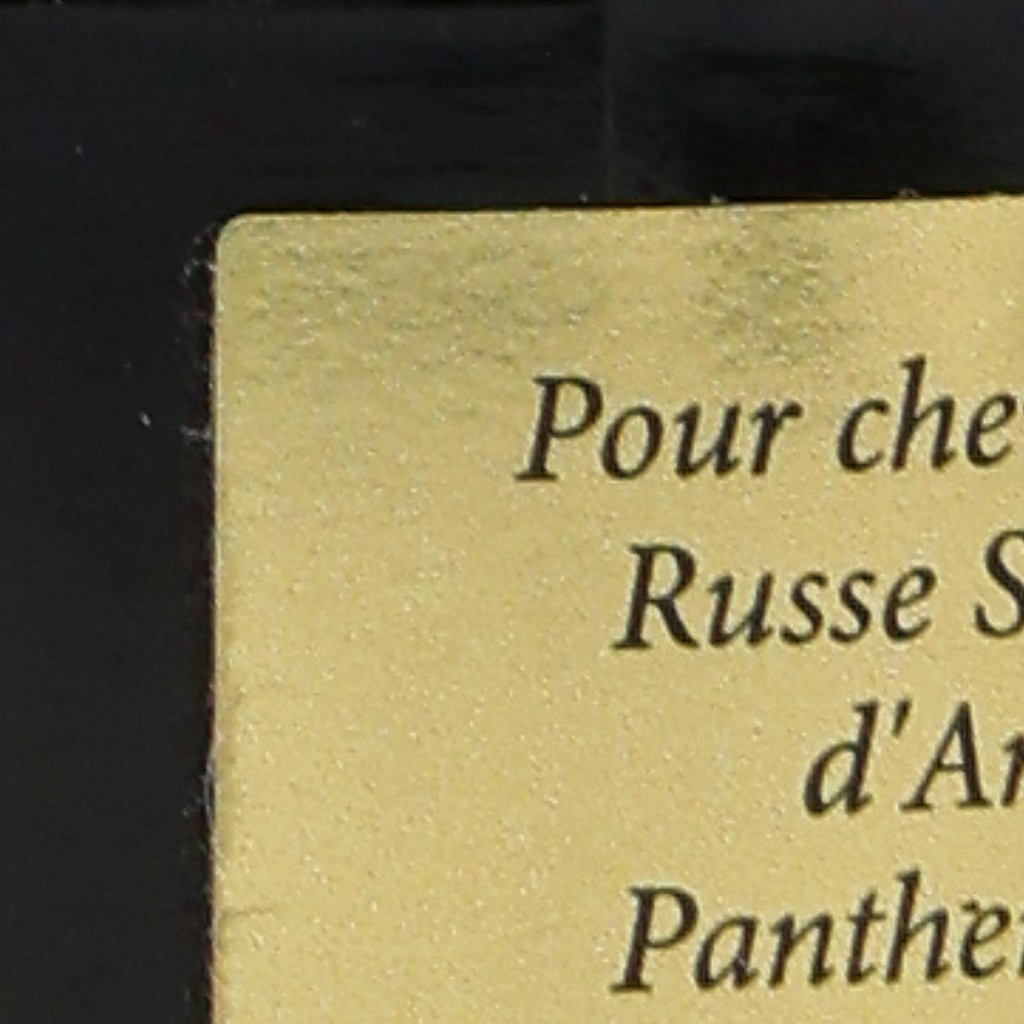 Pour che
Russe S
d'Ar
Panther